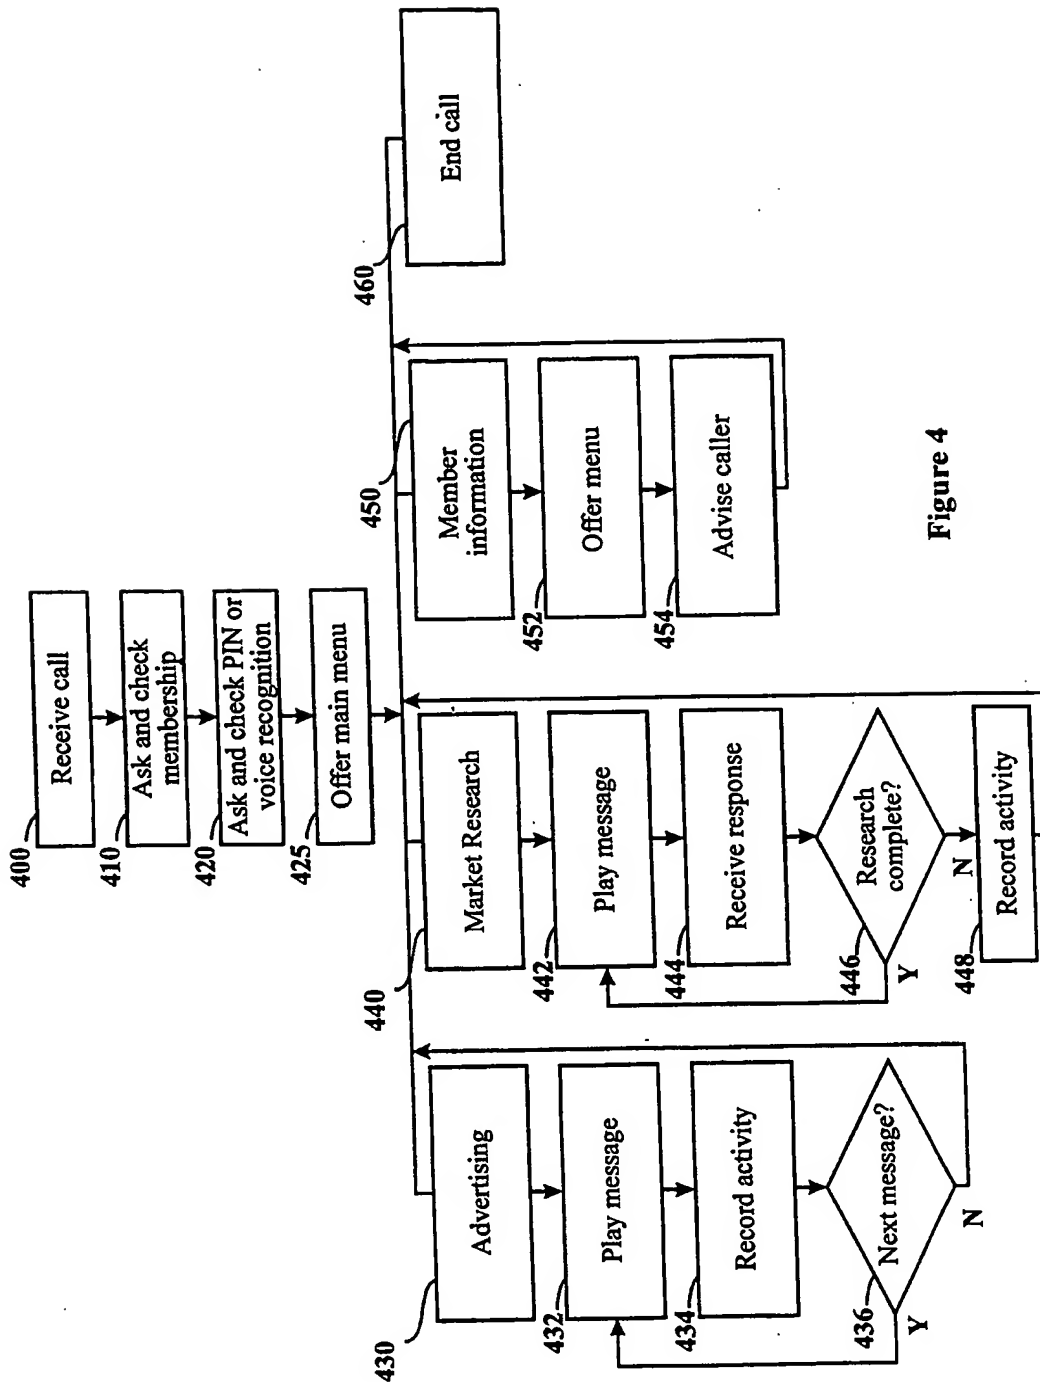 400
Receive call
410
Ask and check
membership
420
Ask and check PIN or
voice recognition
425
Offer main menu
430
Advertising
432
Play message
434
Record activity
436
Next message?
Y
N
440
Market Research
442
Play message
444
Receive response
446
Research
complete?
Y
N
448
Record activity
450
Member
information
452
Offer menu
454
Advise caller
460
End call
Figure 4